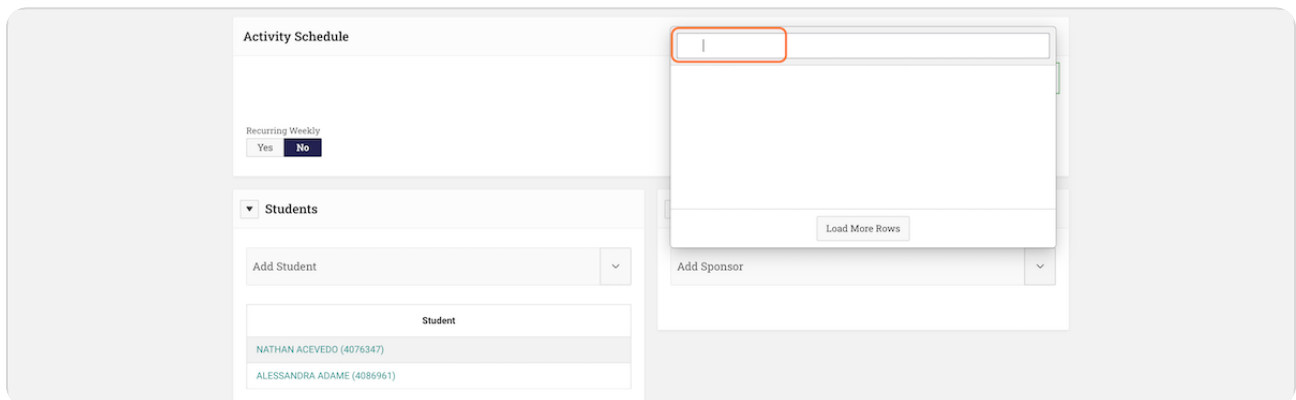 Activity Schedule
Recurring Weekly
Yes No
Load More Rows
Students
Add Student
Add Sponsor
Student
NATHAN ACEVEDO (4076347)
ALESSANDRA ADAME (4086961)